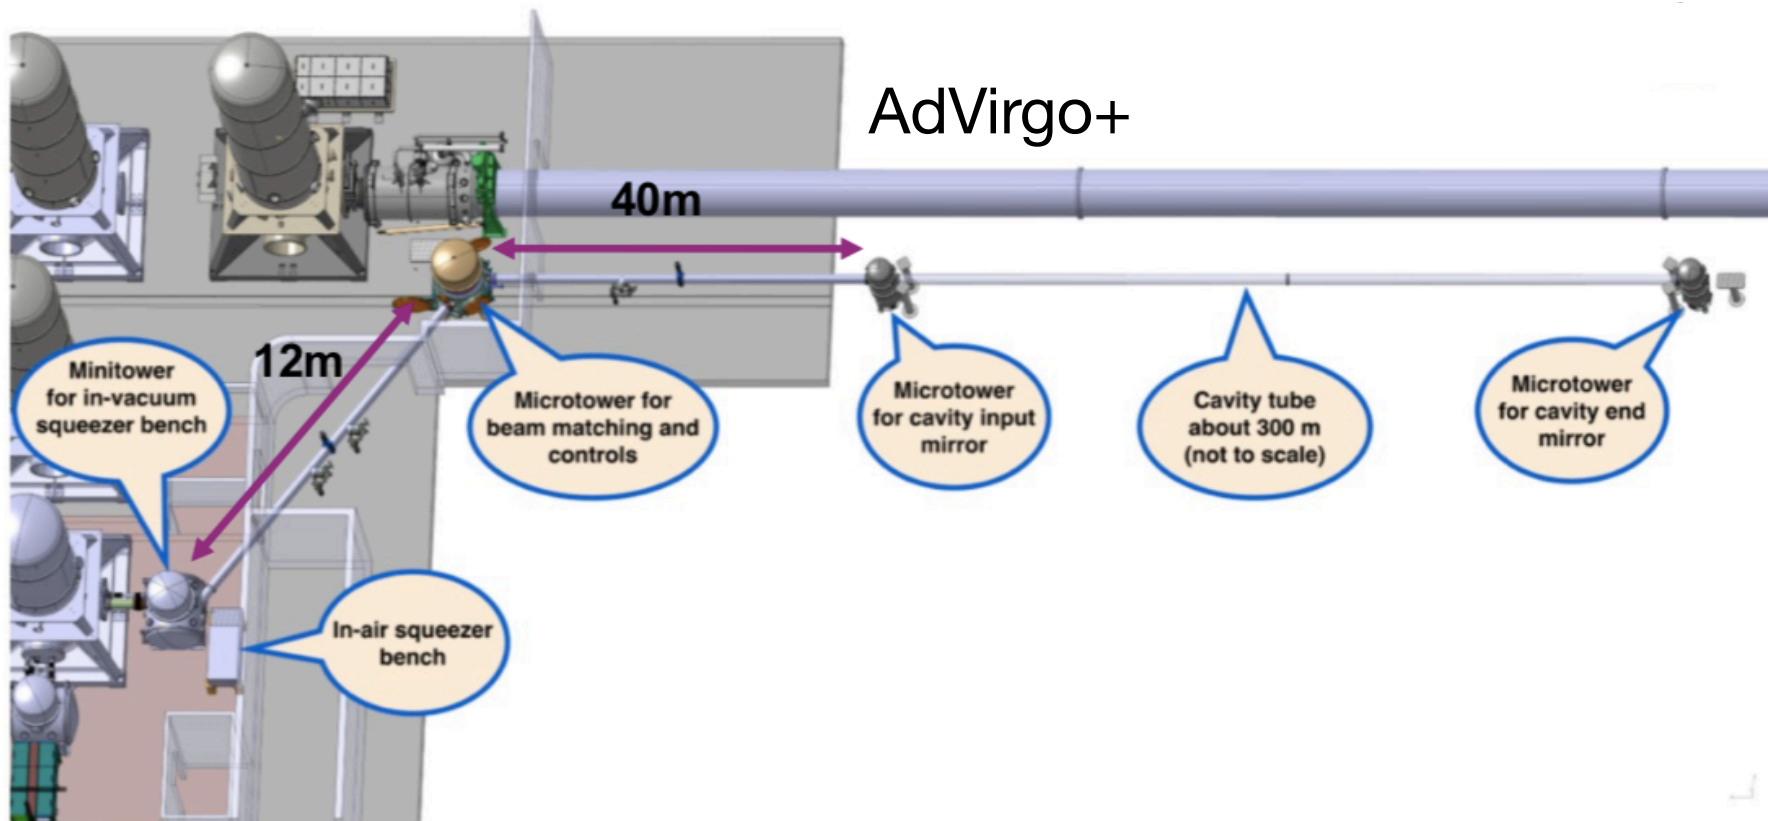 AdVirgo+
40m
12m
Minitower
for in-vacuum
squeezer bench
Microtower for
beam matching and
controls
Microtower
for cavity input
mirror
Cavity tube
about 300 m
(not to scale)
Microtower
for cavity end
mirror
In-air squeezer
bench